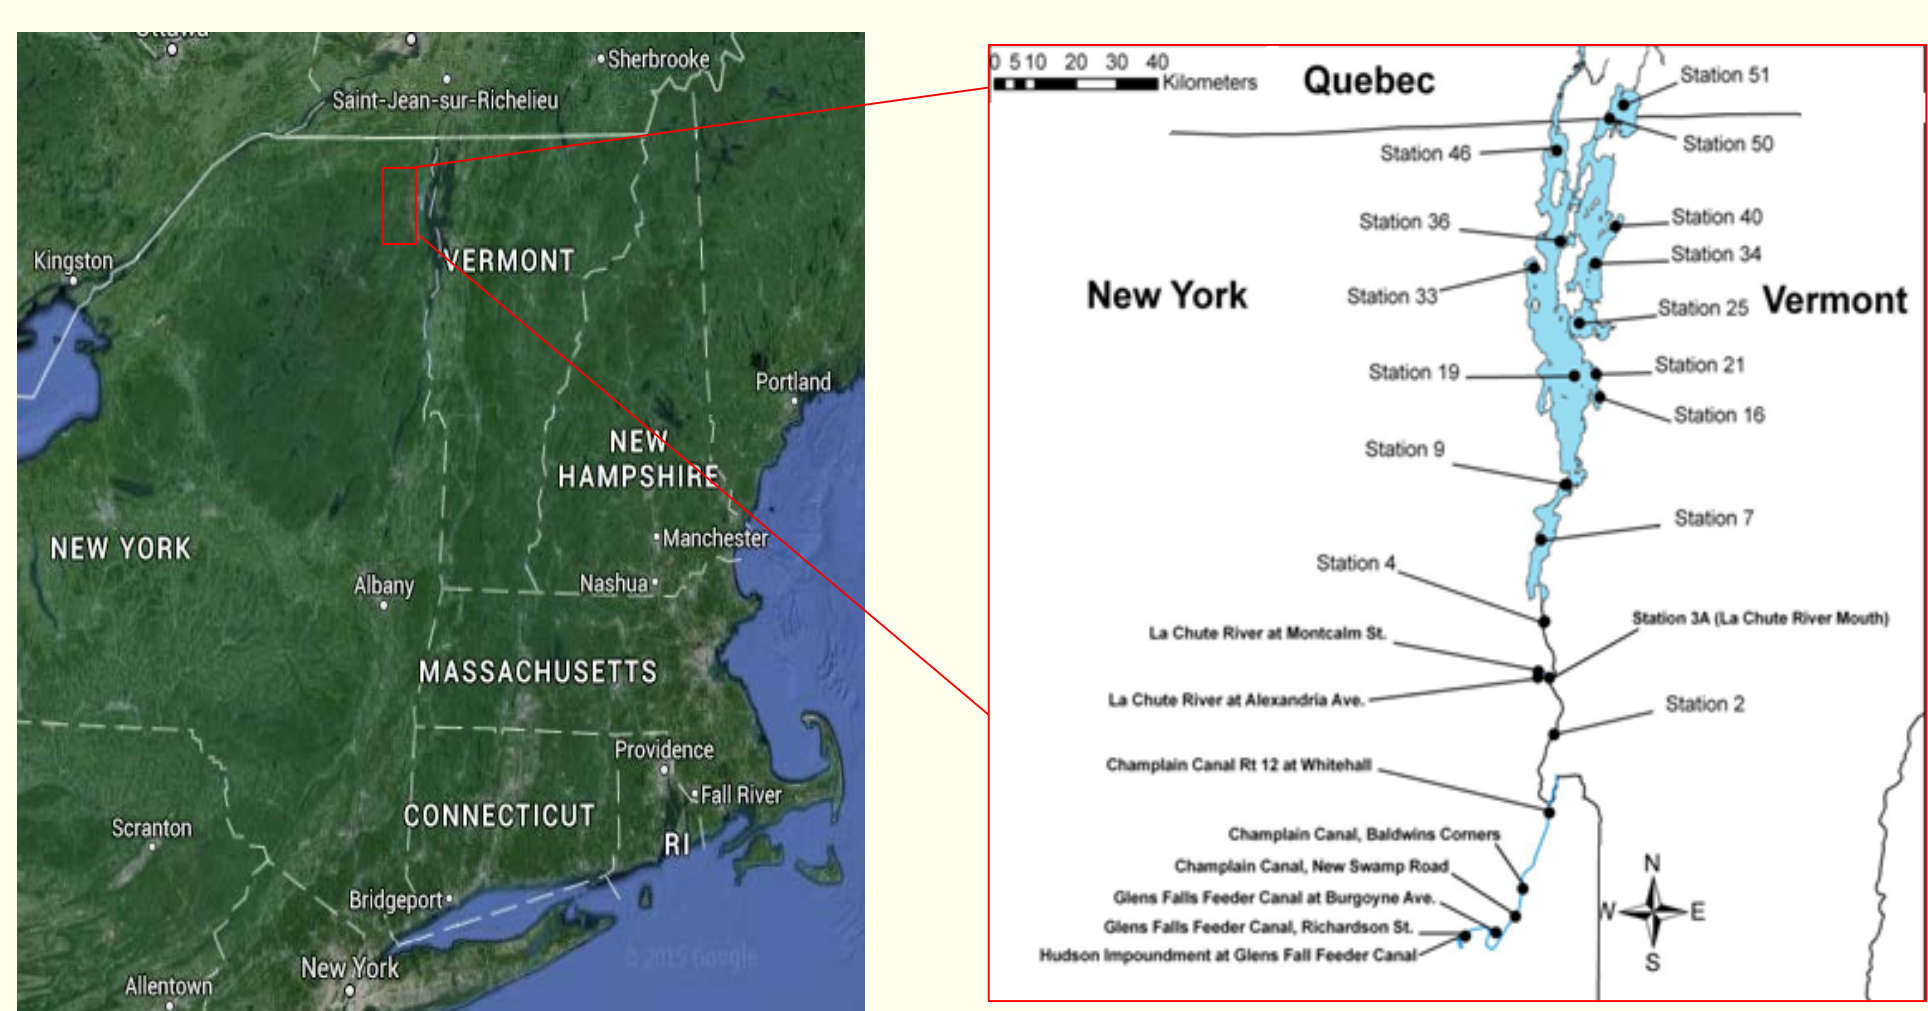 Ottawa
Sherbrooke
Saint-Jean-sur-Richelieu
Kingston
VERMONT
Portland
NEW
HAMPSHIRE
Manchester
NEW YORK
Albany
Nashua
MASSACHUSETTS
Providence
Fall River
CONNECTICUT
Scranton
RI
Bridgeport
© 2015 Google
New York
Allentown
0 5 10 20 30 40
Kilometers
Quebec
Station 51
Station 50
Station 46
Station 40
Station 36
Station 34
New York
Station 33
Station 25
Vermont
Station 19
Station 21
Station 16
Station 9
Station 7
Station 4
Station 3A (La Chute River Mouth)
La Chute River at Montcalm St.
La Chute River at Alexandria Ave.
Station 2
Champlain Canal Rt 12 at Whitehall
Champlain Canal, Baldwins Corners
Champlain Canal, New Swamp Road
Glens Falls Feeder Canal at Burgoyne Ave.
Glens Falls Feeder Canal, Richardson St.
Hudson Impoundment at Glens Fall Feeder Canal
N
W
E
S